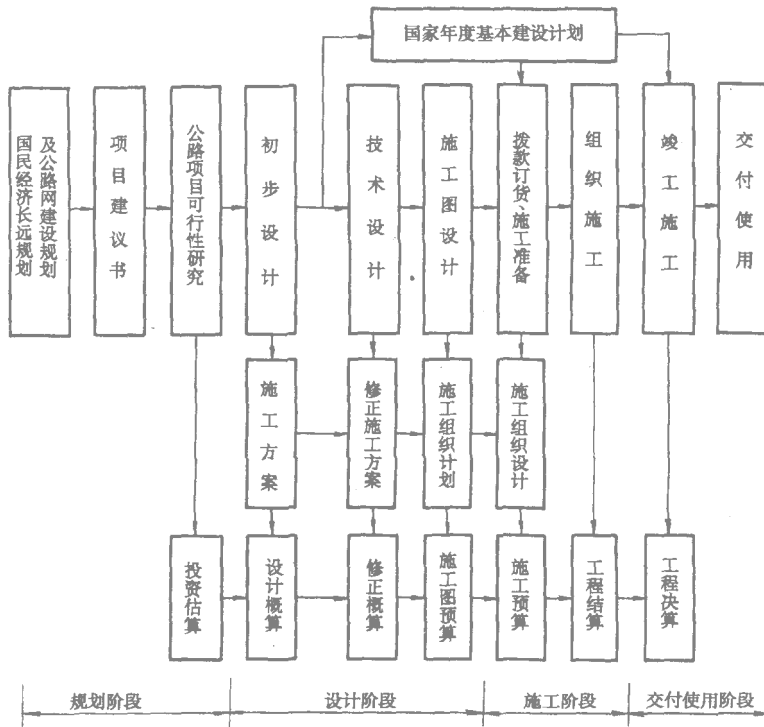 国家年度基本建设计划
国民经济长远规划
及公路网建设规划
项目建议书
公路项目可行性研究
初步设计
技术设计
施工图设计
拨款订货、施工准备
组织施工
竣工施工
交付使用
施工方案
修正施工方案
施工组织计划
施工组织设计
投资估算
设计概算
修正概算
施工图预算
施工预算
工程结算
工程决算
规划阶段
设计阶段
施工阶段
交付使用阶段